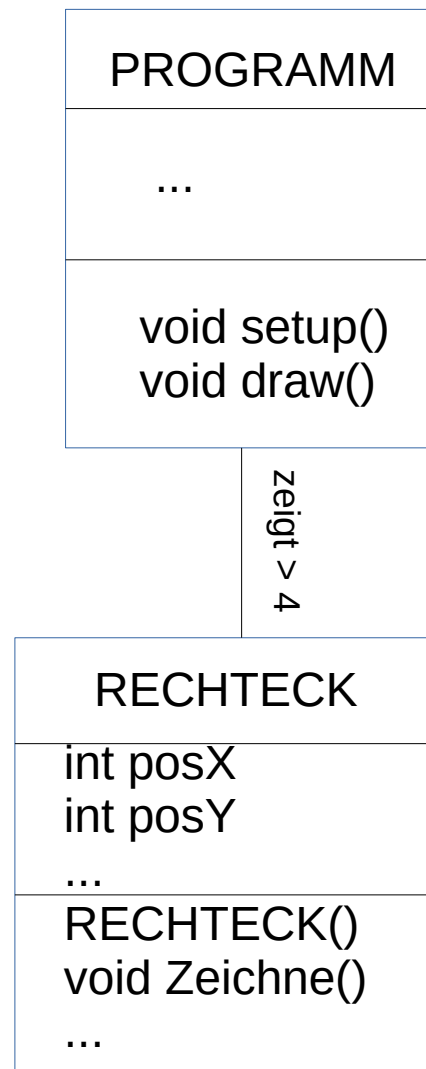 PROGRAMM
...
void setup()
void draw()
zeigt > 4
RECHTECK
int posX
int posY
...
RECHTECK()
void Zeichne()
...